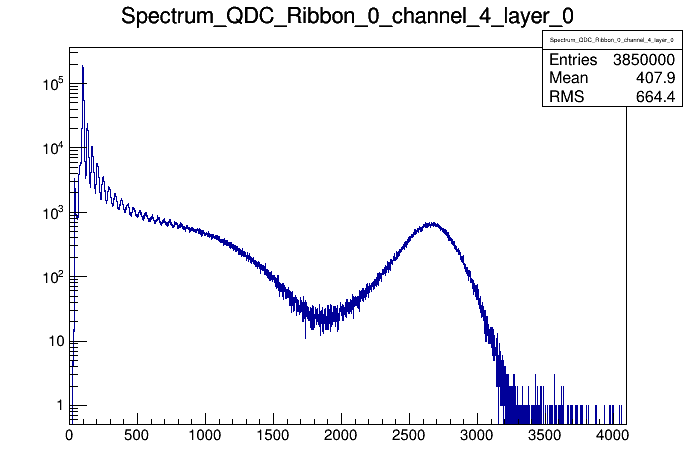 Spectrum_QDC_Ribbon_0_channel_4_layer_0
Spectrum_QDC_Ribbon_0_channel_4_layer_0
Entries 3850000
Mean 407.9
RMS 664.4
10^5
10^4
10^3
10^2
10
1
0 500 1000 1500 2000 2500 3000 3500 4000